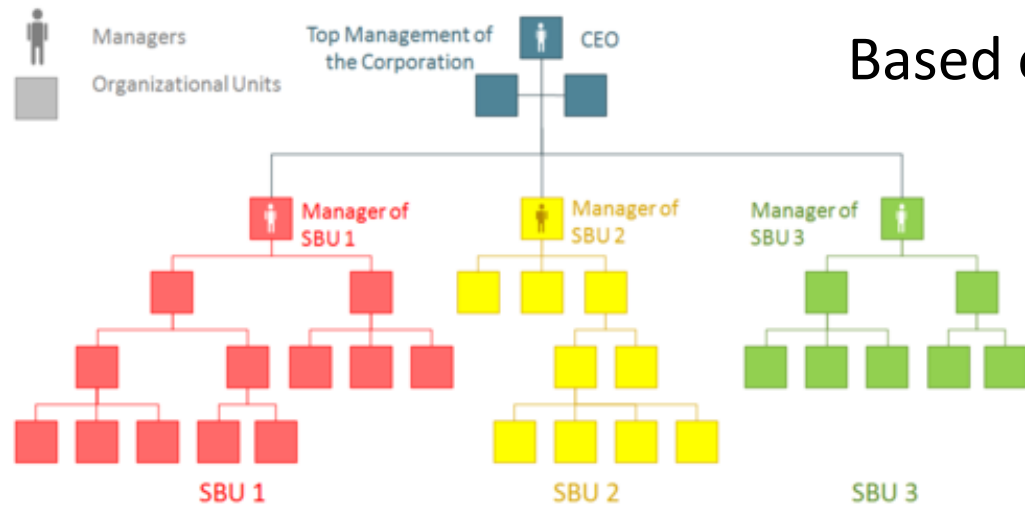 Managers
Organizational Units
Top Management of
the Corporation
CEO
Based
Manager of
SBU 1
Manager of
SBU 2
Manager of
SBU 3
SBU 1
SBU 2
SBU 3